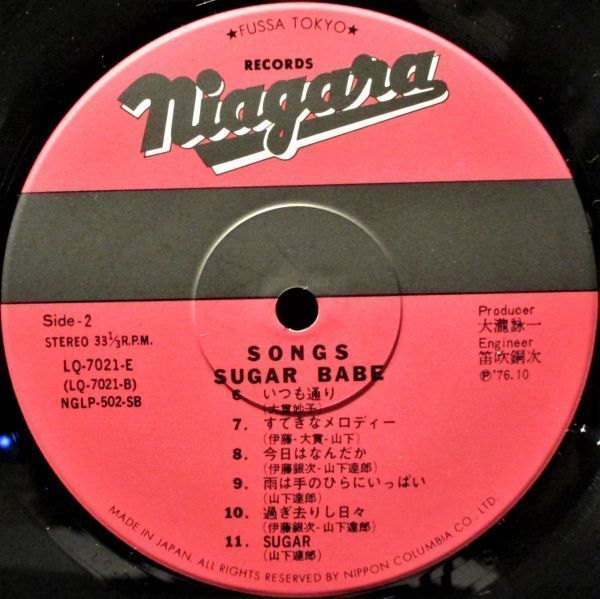 ★FUSSA TOKYO★
RECORDS
Niagara
Side-2
STEREO 33⅓R.P.M.
LQ-7021-E
(LQ-7021-B)
NGLP-502-SB
Producer
大瀧詠一
Engineer
笛吹銅次
Ⓟ'76.10
SONGS
SUGAR BABE
6. いつも通り
(大貫妙子)
7. すてきなメロディー
(伊藤-大貫-山下)
8. 今日はなんだか
(伊藤銀次-山下達郎)
9. 雨は手のひらにいっぱい
(山下達郎)
10. 過ぎ去りし日々
(伊藤銀次-山下達郎)
11. SUGAR
(山下達郎)
MADE IN JAPAN. ALL RIGHTS RESERVED BY NIPPON COLUMBIA CO., LTD.